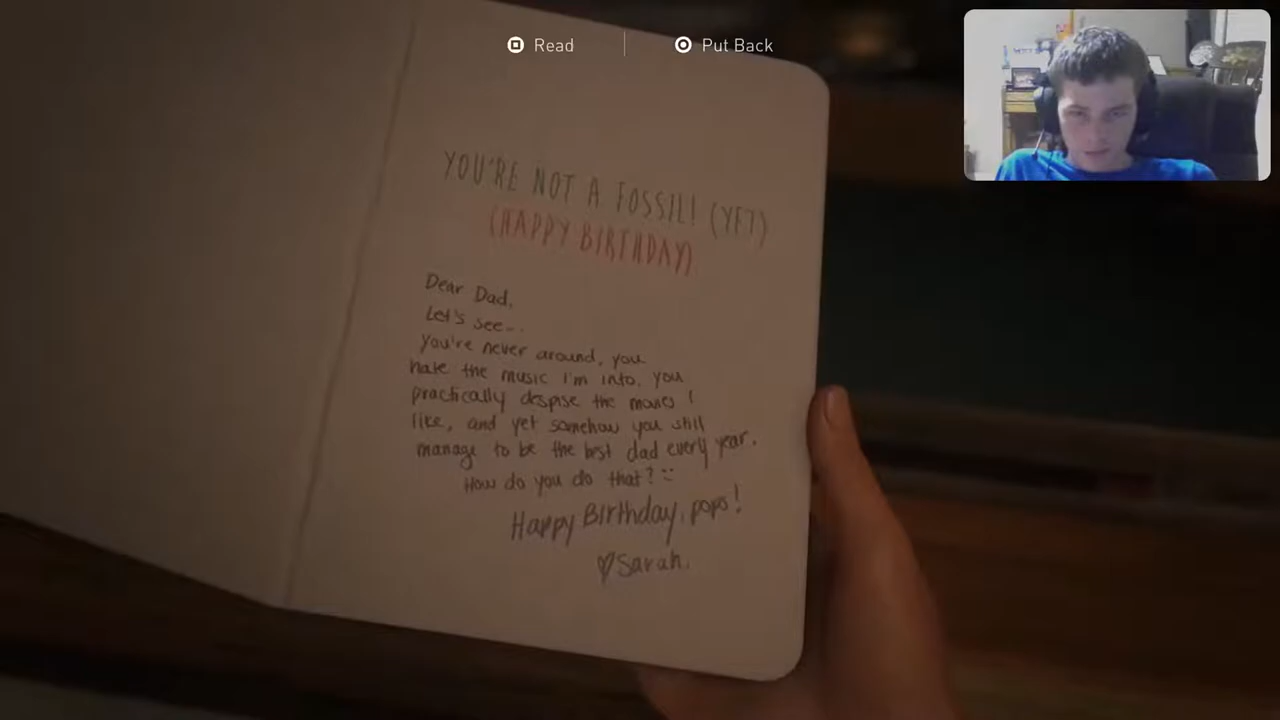 Read
Put Back
YOU'RE NOT A FOSSIL! (YET)
(HAPPY BIRTHDAY)
Dear Dad,
Let's see...
you're never around, you
hate the music I'm into, you
practically despise the movies I
like, and yet somehow you still
manage to be the best dad every year.
How do you do that? :)
Happy Birthday, pops!
♡Sarah.